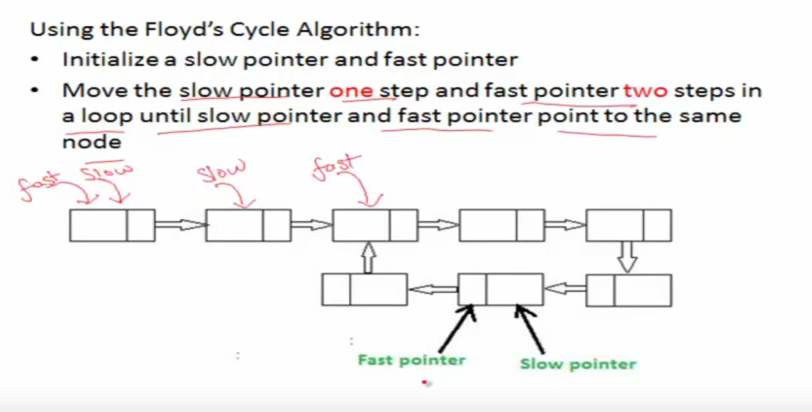 Using the Floyd's Cycle Algorithm:
• Initialize a slow pointer and fast pointer
• Move the slow pointer one step and fast pointer two steps in
a loop until slow pointer and fast pointer point to the same
node
fast slow slow fast
Fast pointer Slow pointer